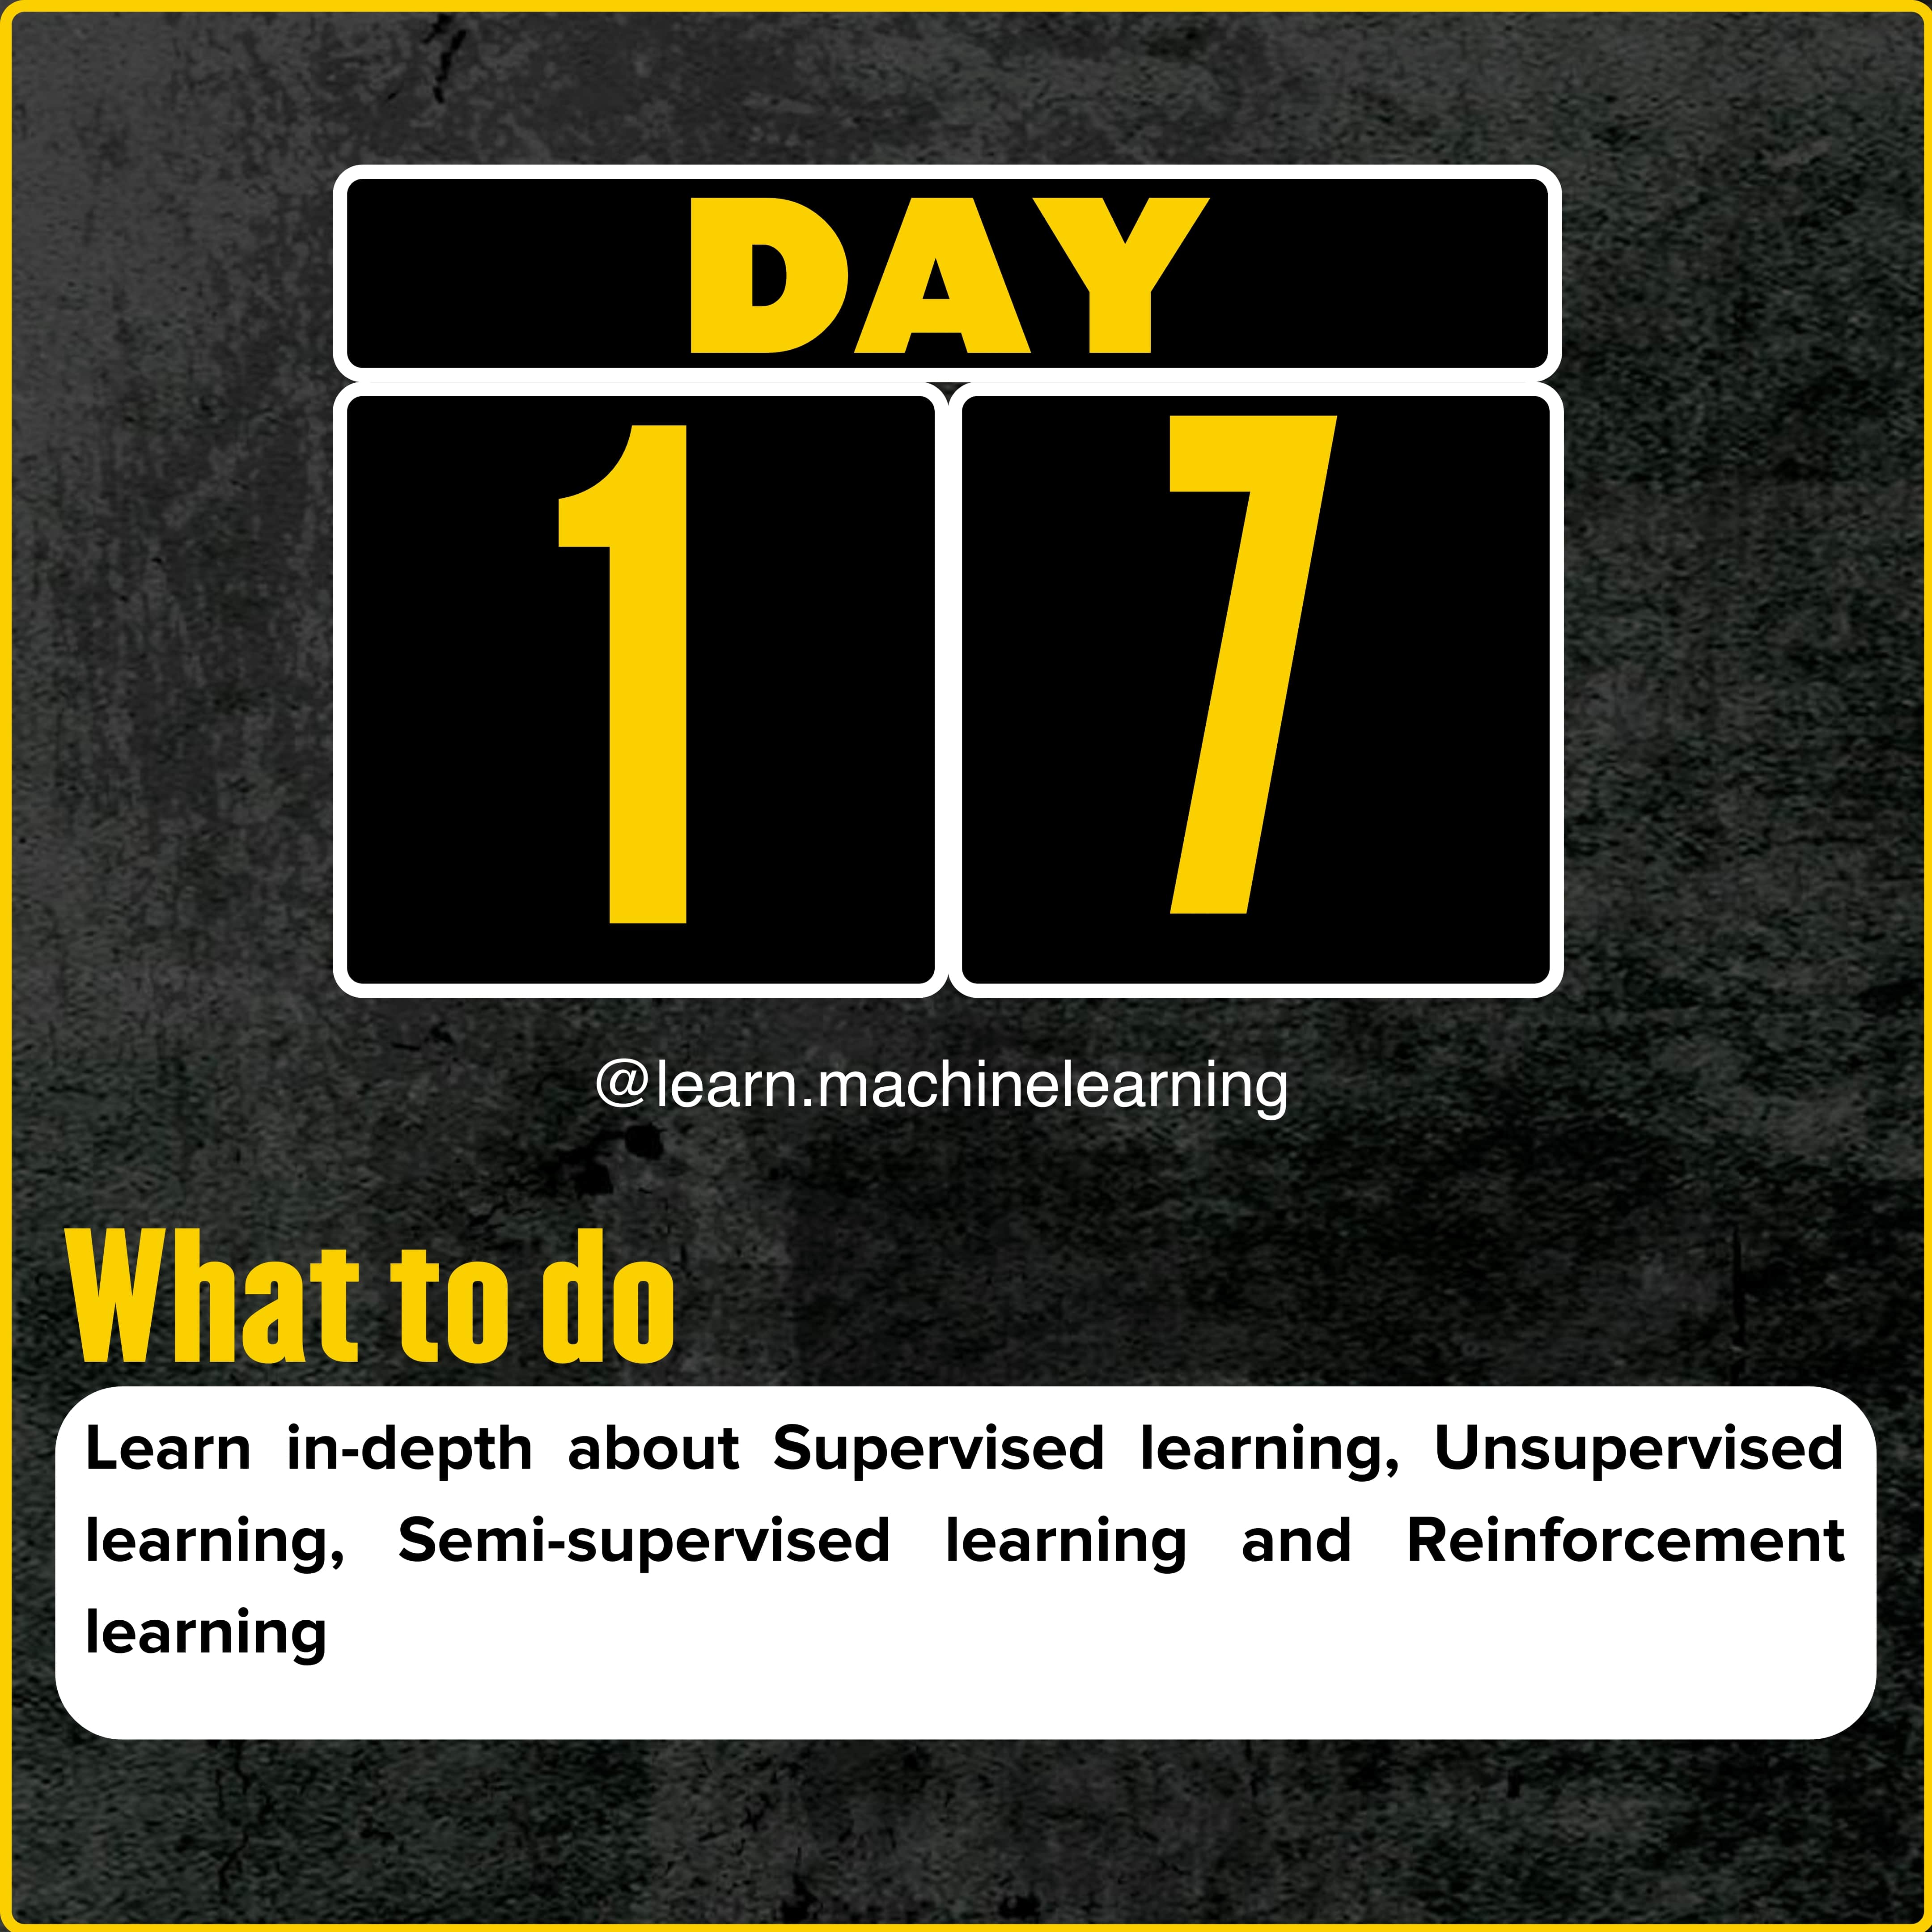 DAY
1 7
@learn.machinelearning
What to do
Learn in-depth about Supervised learning, Unsupervised
learning, Semi-supervised learning and Reinforcement
learning